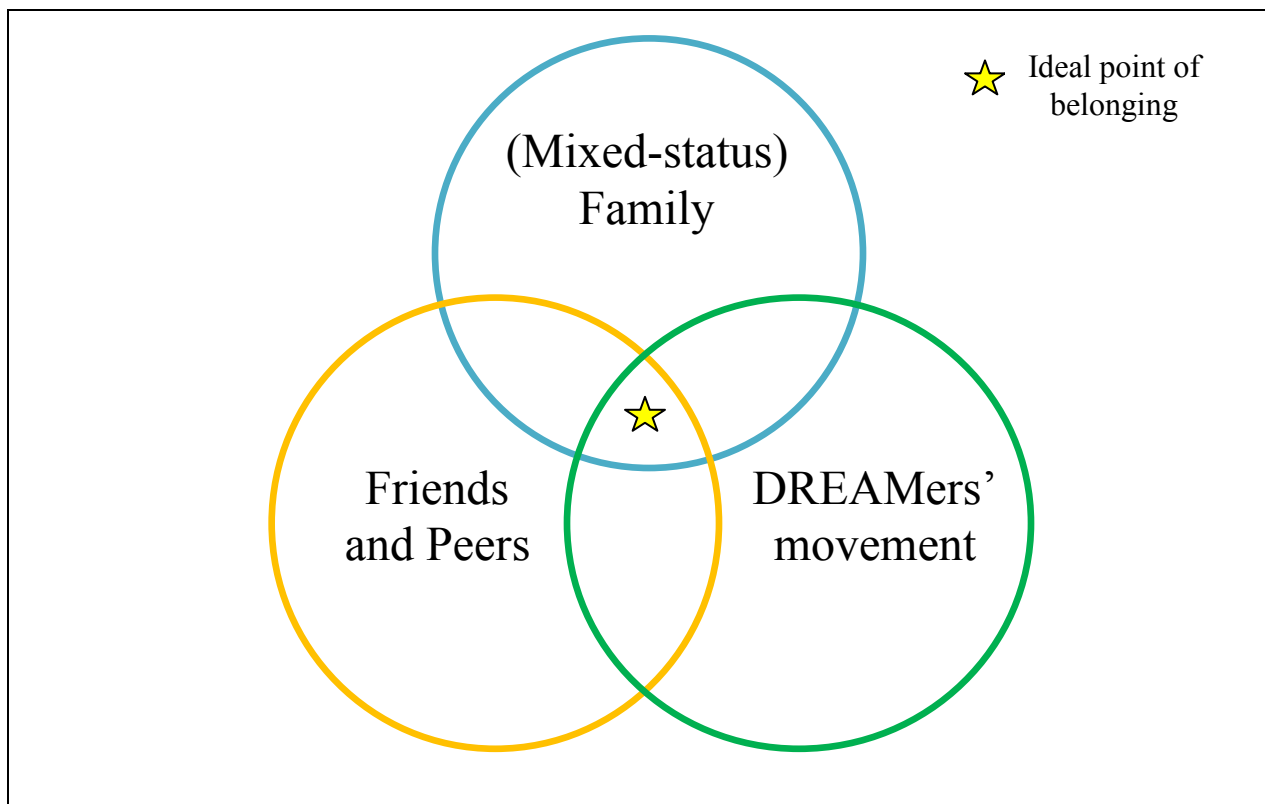 Ideal point of
belonging
(Mixed-status)
Family
Friends
and Peers
DREAMers’
movement